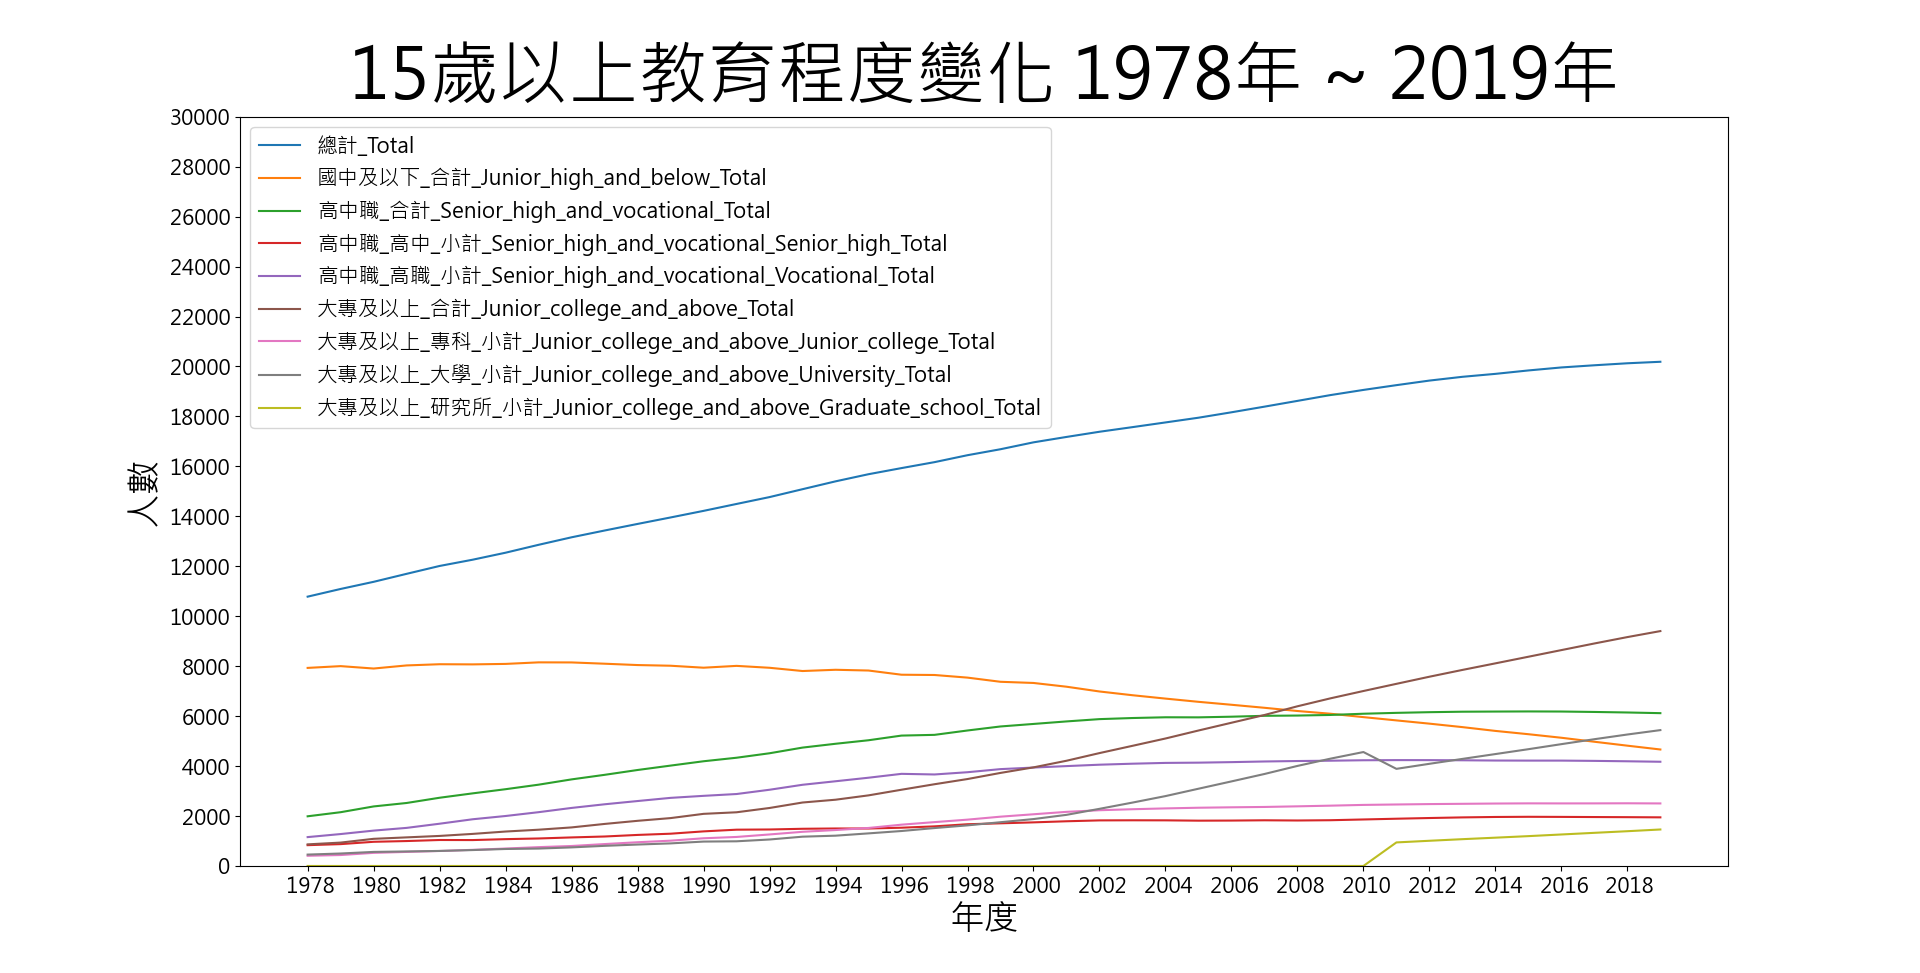 15歲以上教育程度變化 1978年 ~ 2019年
30000
28000
26000
24000
22000
20000
18000
16000
14000
12000
10000
8000
6000
4000
2000
0
人數
總計_Total
國中及以下_合計_Junior_high_and_below_Total
高中職_合計_Senior_high_and_vocational_Total
高中職_高中_小計_Senior_high_and_vocational_Senior_high_Total
高中職_高職_小計_Senior_high_and_vocational_Vocational_Total
大專及以上_合計_Junior_college_and_above_Total
大專及以上_專科_小計_Junior_college_and_above_Junior_college_Total
大專及以上_大學_小計_Junior_college_and_above_University_Total
大專及以上_研究所_小計_Junior_college_and_above_Graduate_school_Total
1978 1980 1982 1984 1986 1988 1990 1992 1994 1996 1998 2000 2002 2004 2006 2008 2010 2012 2014 2016 2018
年度